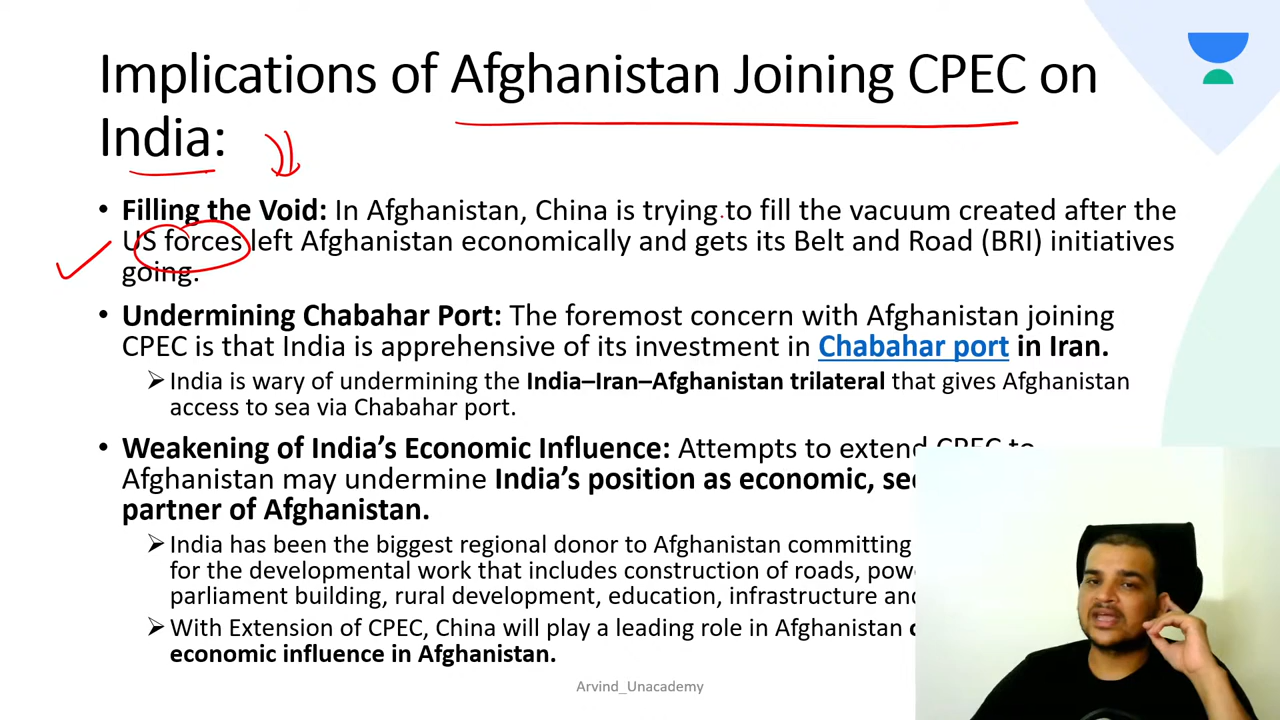 Implications of Afghanistan Joining CPEC on
India:
• Filling the Void: In Afghanistan, China is trying to fill the vacuum created after the
US forces left Afghanistan economically and gets its Belt and Road (BRI) initiatives
going.
• Undermining Chabahar Port: The foremost concern with Afghanistan joining
CPEC is that India is apprehensive of its investment in Chabahar port in Iran.
➢ India is wary of undermining the India–Iran–Afghanistan trilateral that gives Afghanistan
access to sea via Chabahar port.
• Weakening of India’s Economic Influence: Attempts to extend CPEC to
Afghanistan may undermine India’s position as economic,
partner of Afghanistan.
➢ India has been the biggest regional donor to Afghanistan committing
for the developmental work that includes construction of roads,
parliament building, rural development, education, infrastructure
➢ With Extension of CPEC, China will play a leading role in Afghanistan
economic influence in Afghanistan.
Arvind_Unacademy